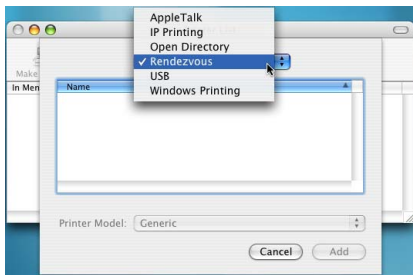 AppleTalk
IP Printing
Open Directory
✓ Rendezvous
USB
Windows Printing
Make
In Men
Name
Printer Model: Generic
Cancel Add